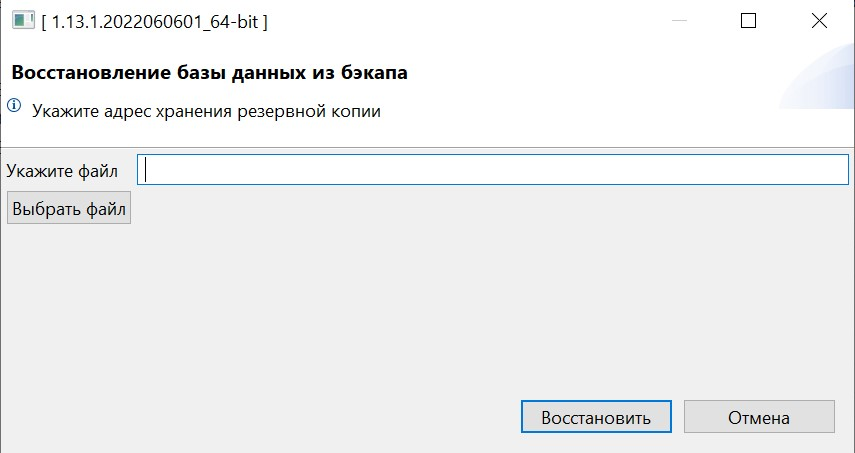 [ 1.13.1.2022060601_64-bit ]
Восстановление базы данных из бэкапа
Укажите адрес хранения резервной копии
Укажите файл
Выбрать файл
Восстановить
Отмена